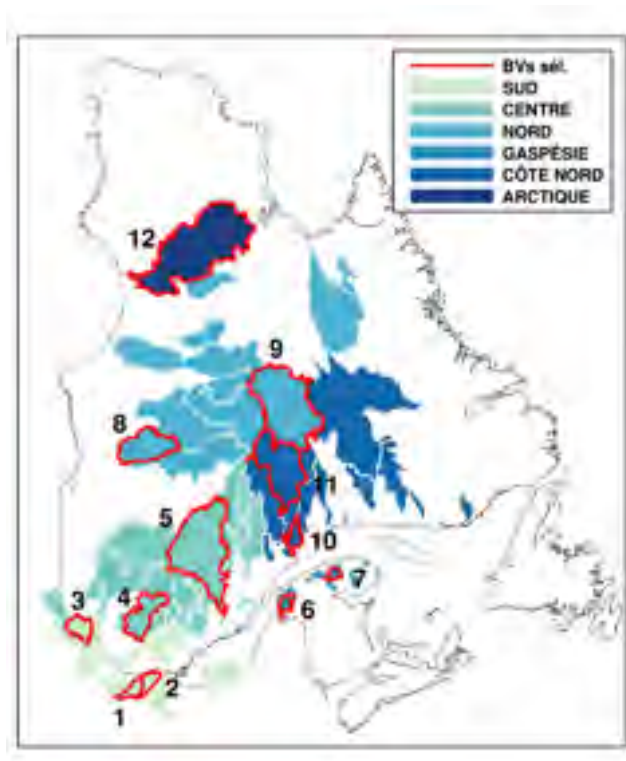 BVs sél.
SUD
CENTRE
NORD
GASPÉSIE
CÔTE NORD
ARCTIQUE
12
9
8
11
5
10
7
3
4
6
2
1